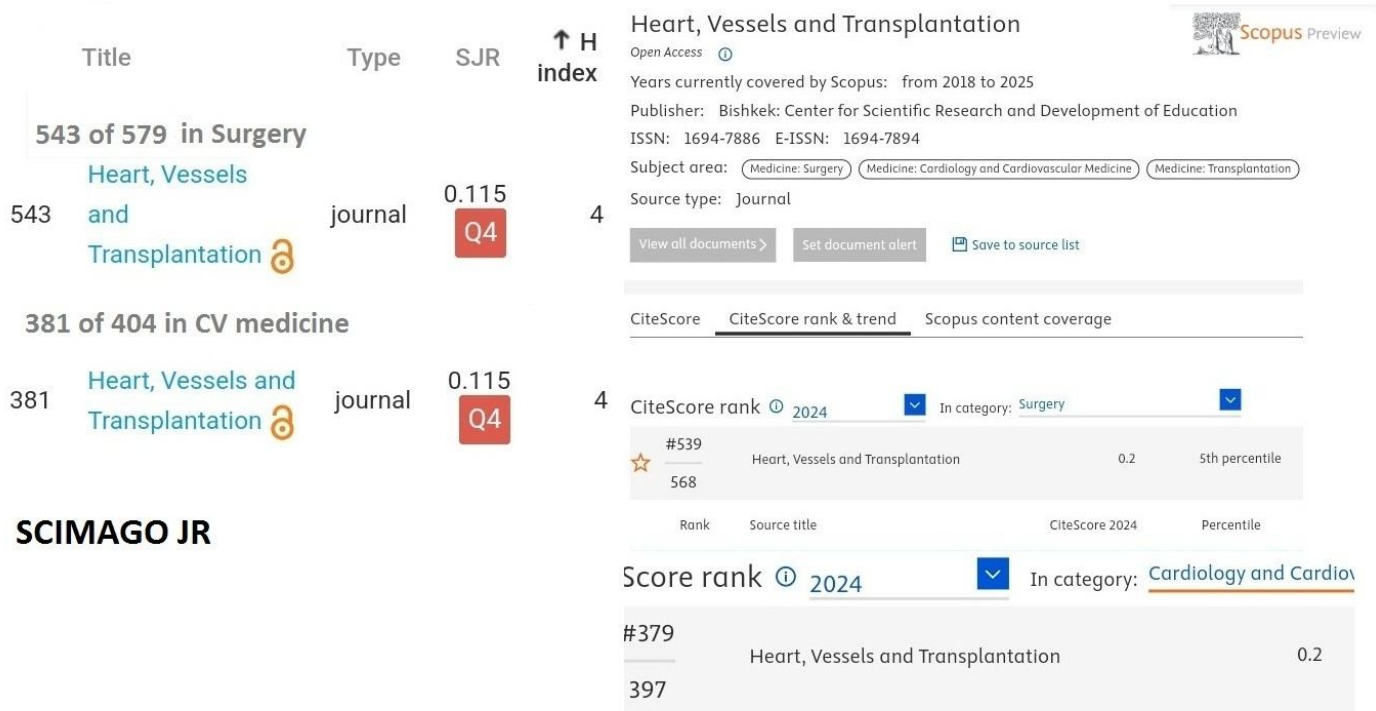 Title Type SJR ↑ H index
543 of 579 in Surgery
543 Heart, Vessels and Transplantation journal 0.115 Q4 4
381 of 404 in CV medicine
381 Heart, Vessels and Transplantation journal 0.115 Q4 4
SCIMAGO JR
Heart, Vessels and Transplantation
Scopus Preview
Open Access
Years currently covered by Scopus: from 2018 to 2025
Publisher: Bishkek: Center for Scientific Research and Development of Education
ISSN: 1694-7886 E-ISSN: 1694-7894
Subject area: Medicine: Surgery Medicine: Cardiology and Cardiovascular Medicine Medicine: Transplantation
Source type: Journal
View all documents > Set document alert Save to source list
CiteScore CiteScore rank & trend Scopus content coverage
CiteScore rank 2024 In category: Surgery
#539
568 Heart, Vessels and Transplantation 0.2 5th percentile
Rank Source title CiteScore 2024 Percentile
Score rank 2024 In category: Cardiology and Cardiov
#379
397 Heart, Vessels and Transplantation 0.2